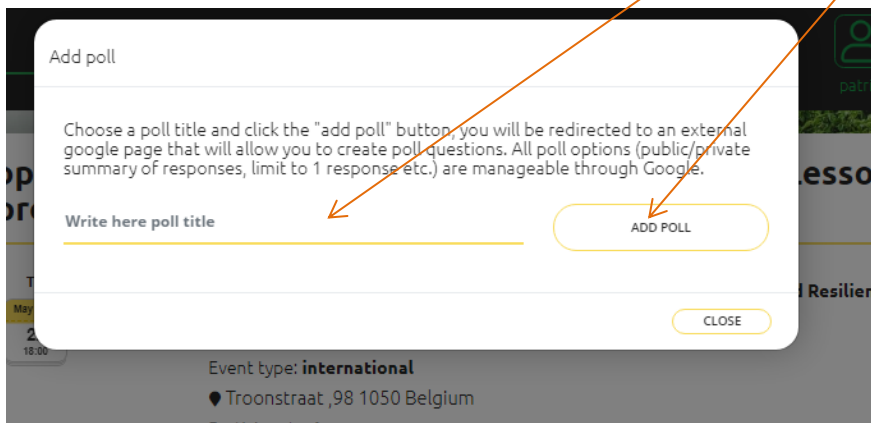 Add poll
patri
Choose a poll title and click the "add poll" button, you will be redirected to an external
google page that will allow you to create poll questions. All poll options (public/private
summary of responses, limit to 1 response etc.) are manageable through Google.
Write here poll title
ADD POLL
CLOSE
esso
Resilien
May
18:00
Event type: international
Troonstraat ,98 1050 Belgium